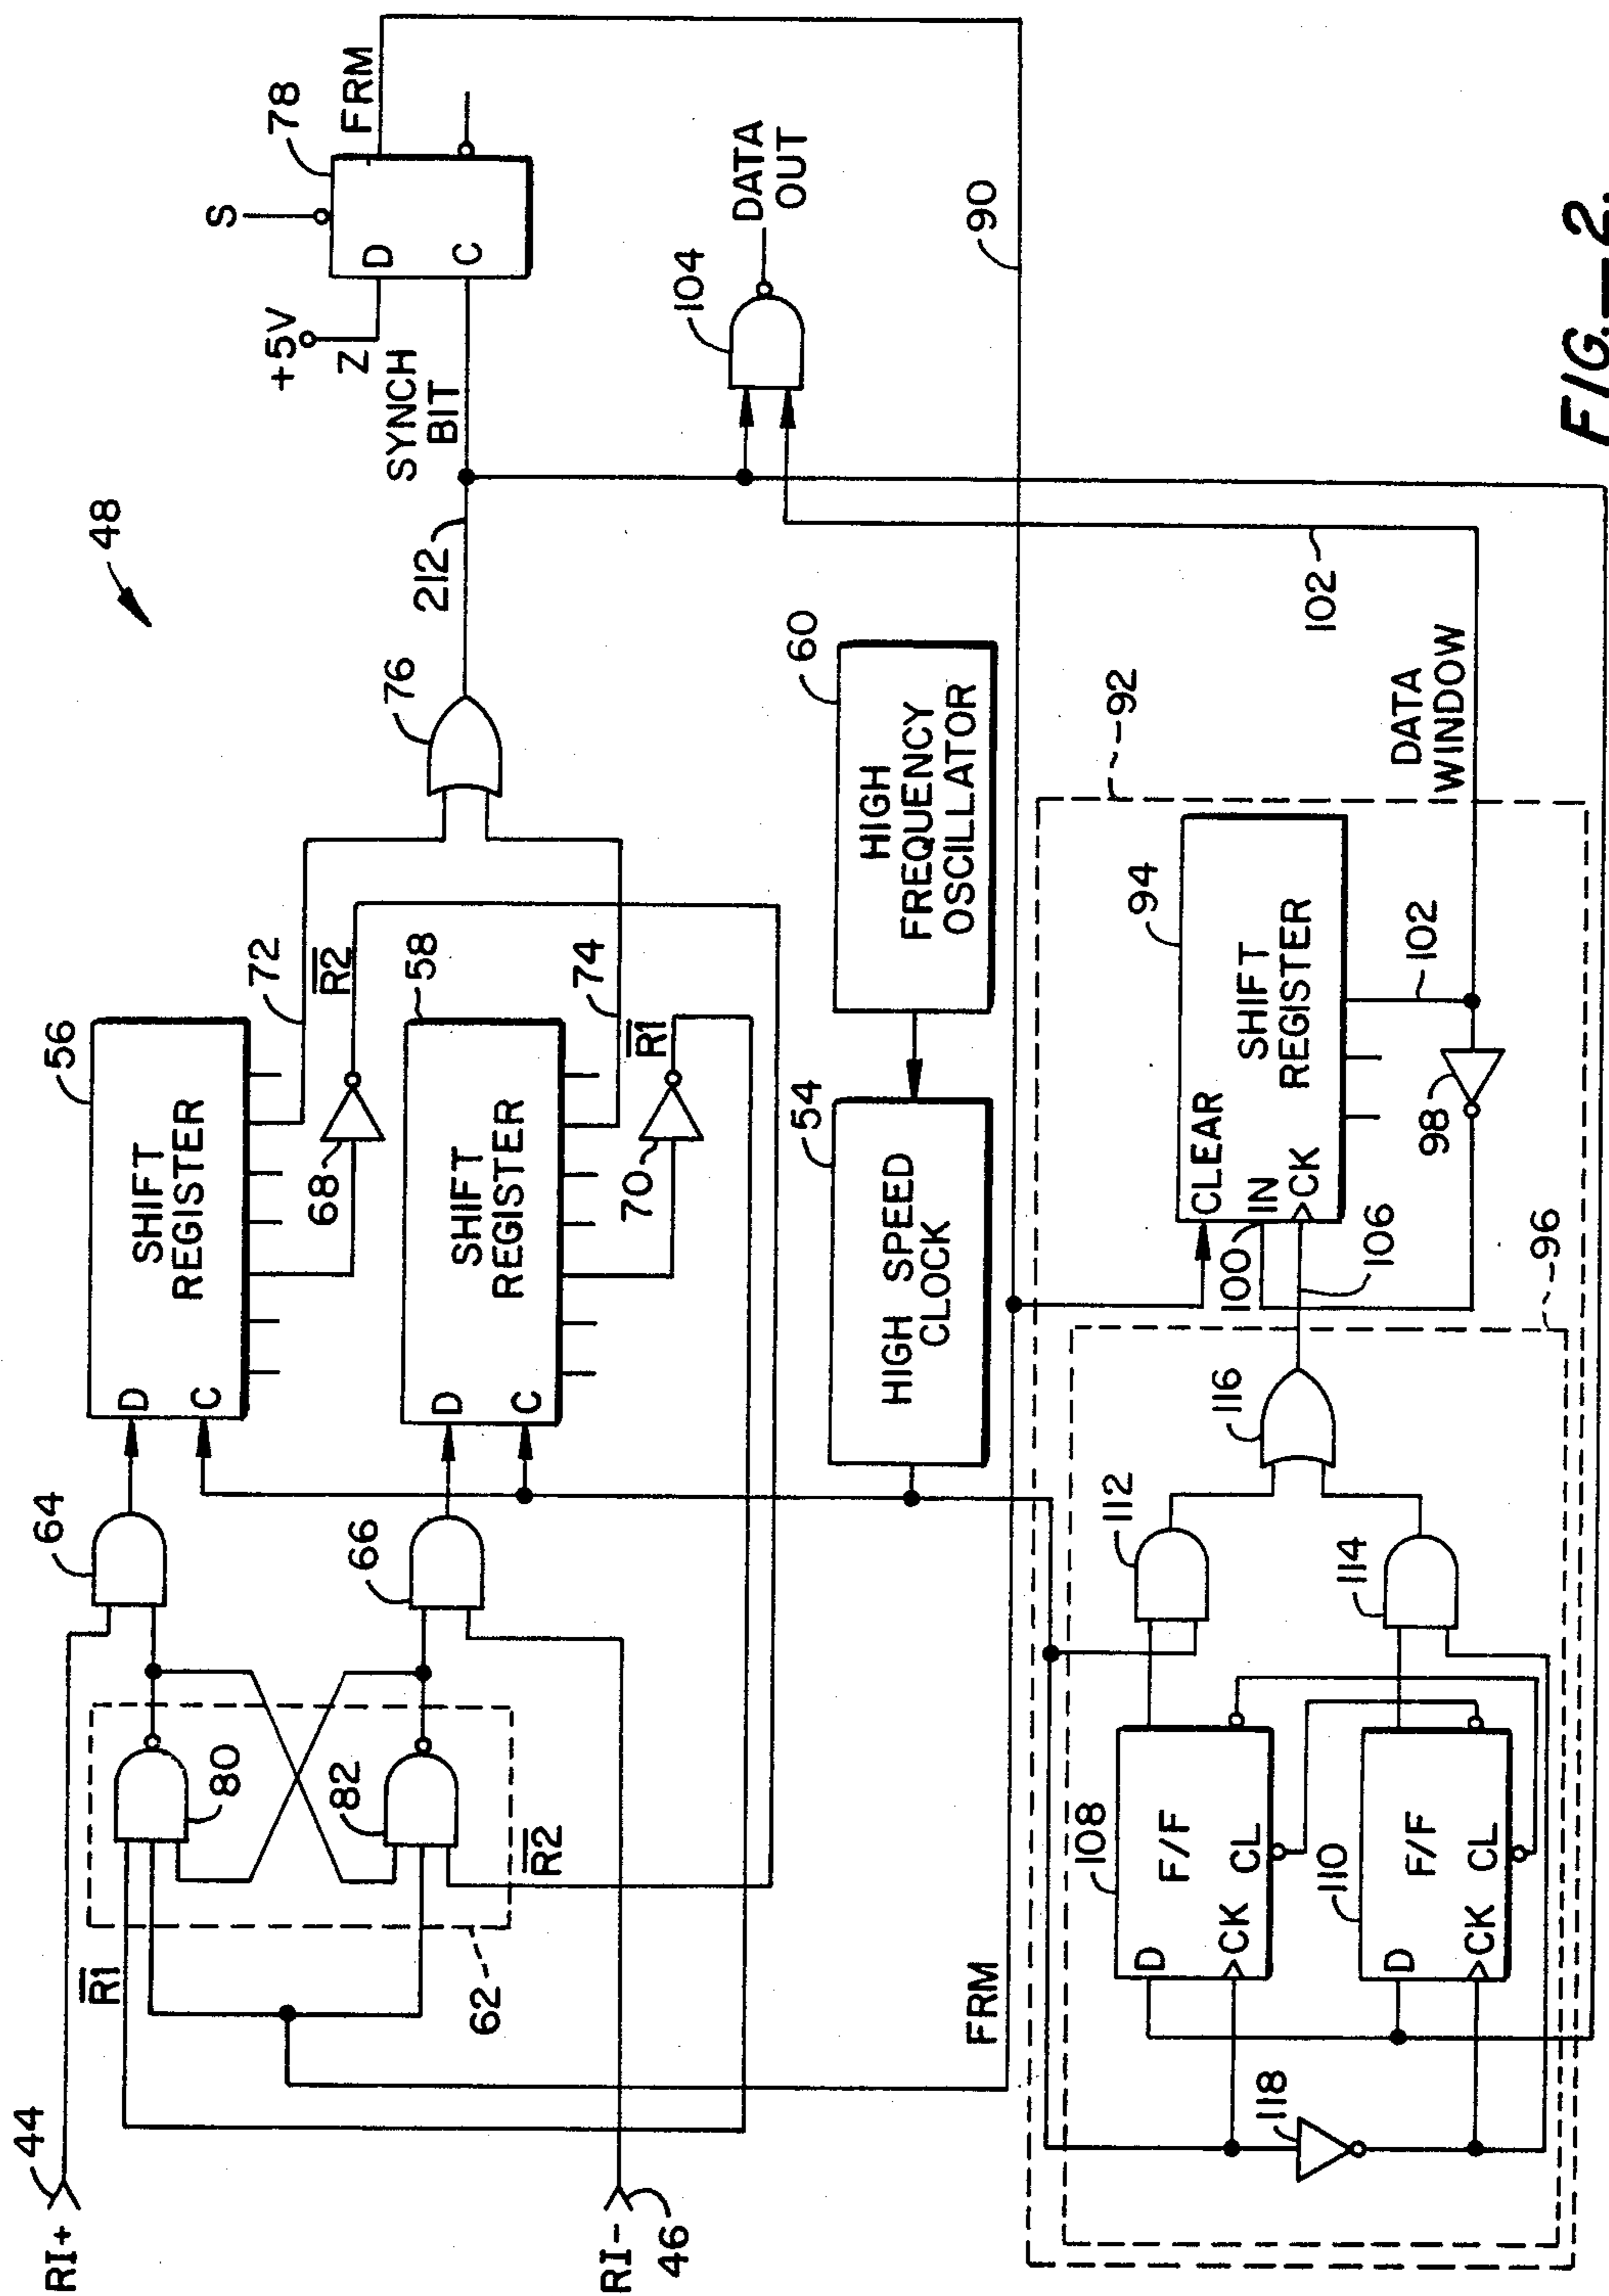 48
RI+
44
R1
62
80
82
R2
RI-
46
64
66
D
C
SHIFT
REGISTER
56
72
R2
68
D
C
SHIFT
REGISTER
58
74
R1
70
76
212
+5V
Z
SYNCH
BIT
S
D
C
78
FRM
104
DATA
OUT
HIGH SPEED
CLOCK
54
HIGH
FREQUENCY
OSCILLATOR
60
FRM
90
92
108
D
F/F
CK
CL
110
D
F/F
CK
CL
118
112
114
116
CLEAR
100
IN
CK
106
SHIFT
REGISTER
94
98
102
96
DATA
WINDOW
102
FIG.—2.